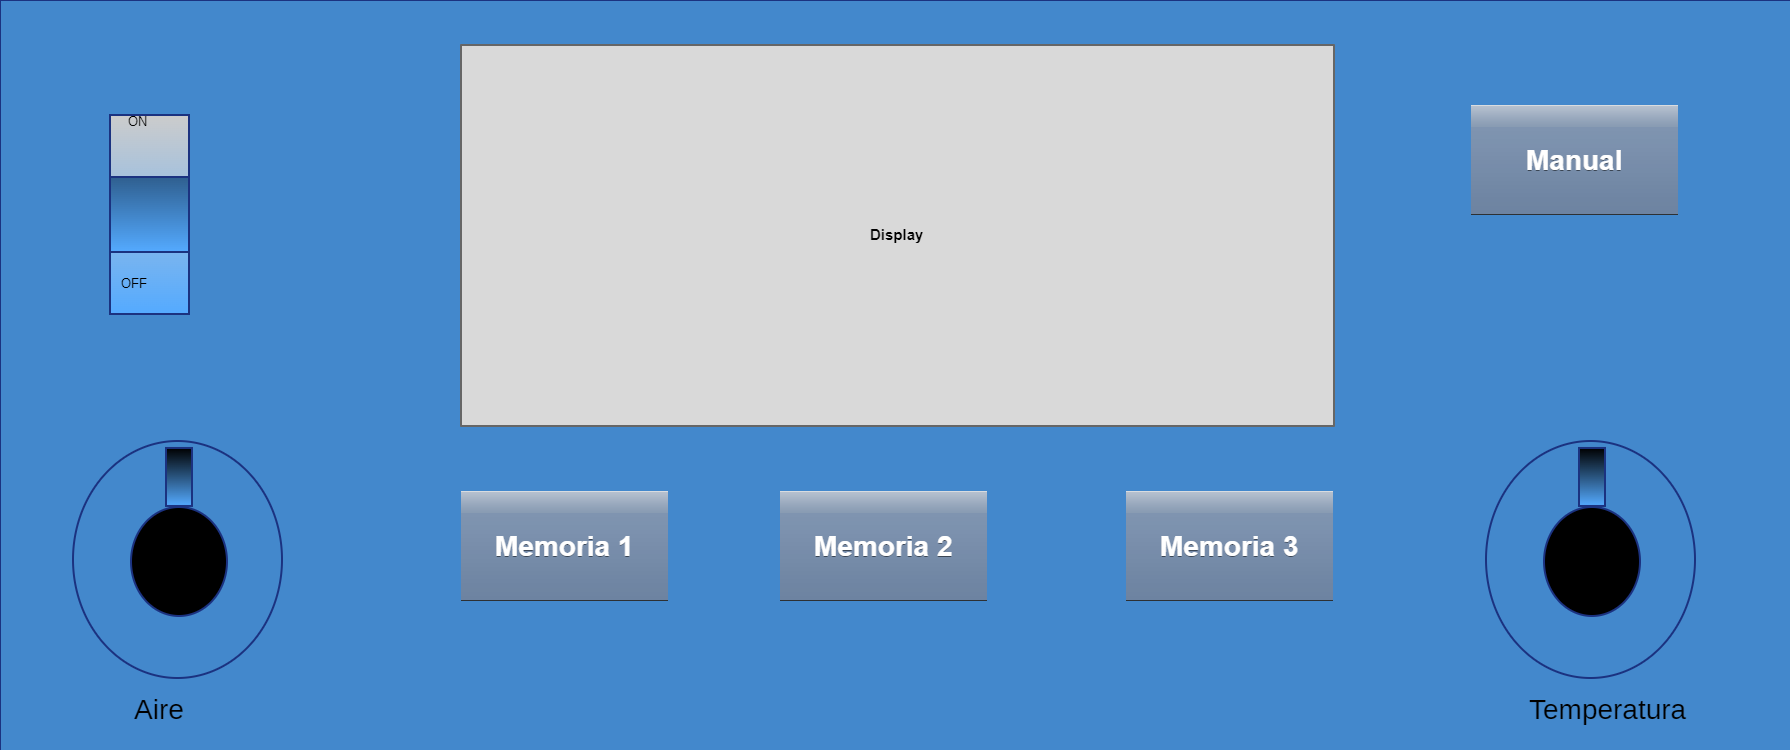 ON
OFF
Display
Manual
Memoria 1
Memoria 2
Memoria 3
Aire
Temperatura